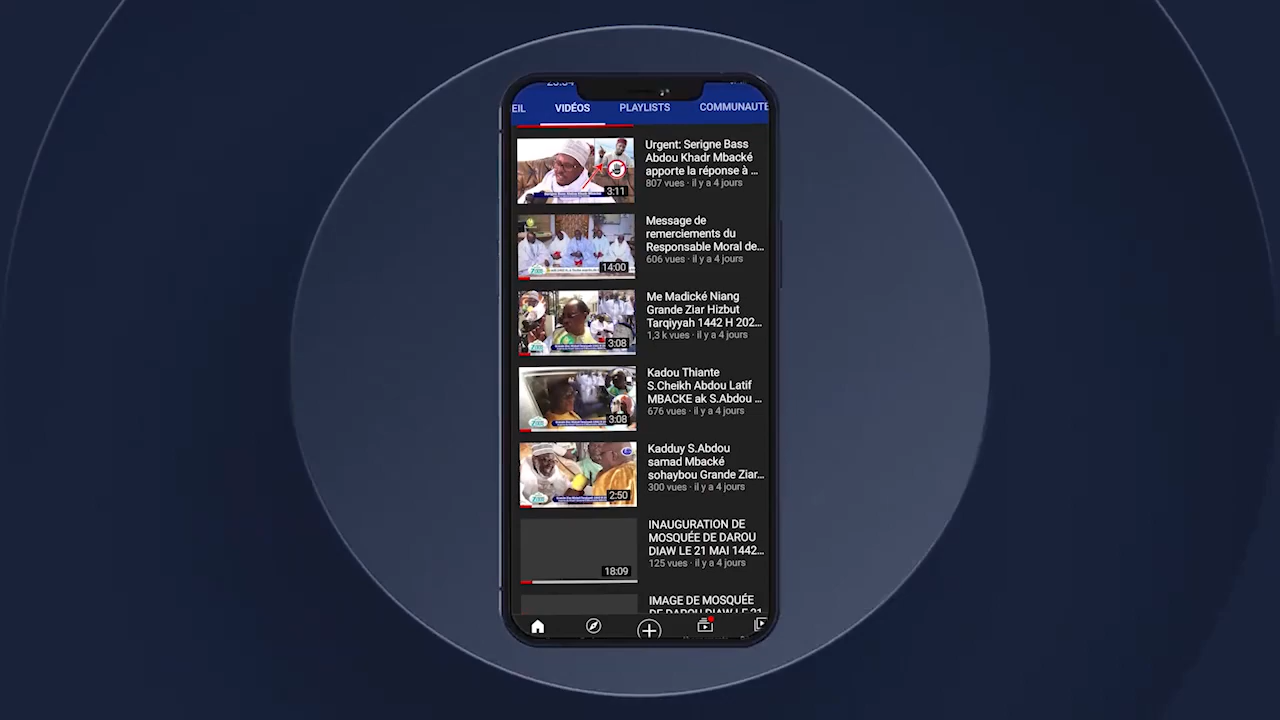 EIL VIDÉOS PLAYLISTS COMMUNAUTÉ
Urgent: Serigne Bass
Abdou Khadr Mbacké
apporte la réponse à ...
807 vues · il y a 4 jours
3:11
Message de
remerciements du
Responsable Moral de...
606 vues · il y a 4 jours
14:00
Me Madické Niang
Grande Ziar Hizbut
Tarqiyyah 1442 H 202...
1,3 k vues · il y a 4 jours
3:08
Kadou Thiante
S.Cheikh Abdou Latif
MBACKE ak S.Abdou ...
676 vues · il y a 4 jours
3:08
Kadduy S.Abdou
samad Mbacké
sohaybou Grande Ziar...
300 vues · il y a 4 jours
2:50
INAUGURATION DE
MOSQUÉE DE DAROU
DIAW LE 21 MAI 1442...
125 vues · il y a 4 jours
18:09
IMAGE DE MOSQUÉE
DE DAROU DIAW LE 21